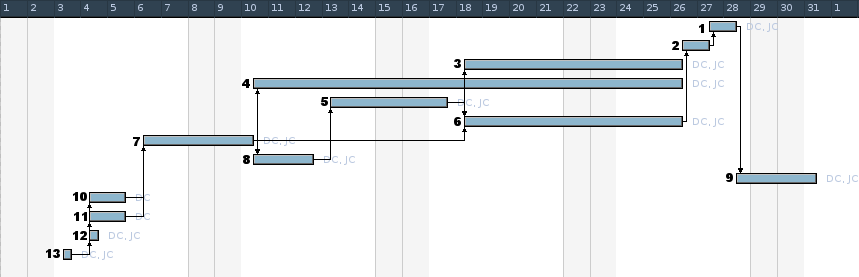 1 2 3 4 5 6 7 8 9 10 11 12 13 14 15 16 17 18 19 20 21 22 23 24 25 26 27 28 29 30 31 1
1 DC, JC
2
3 DC, JC
4 DC, JC
5 DC, JC
6 DC, JC
7 DC, JC
8 DC, JC
9 DC, JC
10 DC
11 DC
12 DC, JC
13 DC, JC